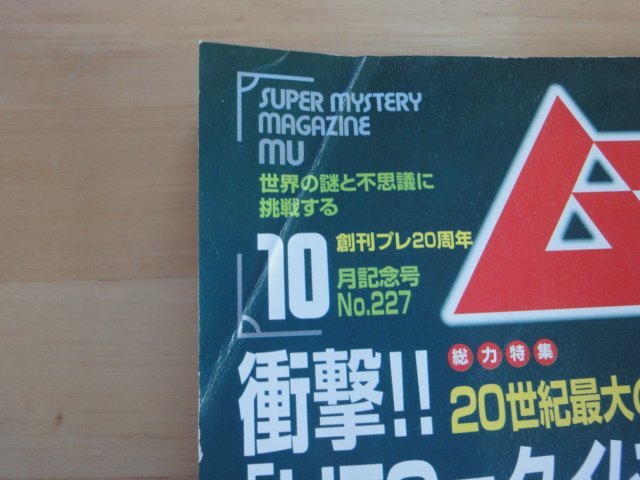 SUPER MYSTERY
MAGAZINE
MU
世界の謎と不思議に
挑戦する
10
創刊プレ20周年
月記念号
No.227
総力特集
衝撃!!
20世紀最大の